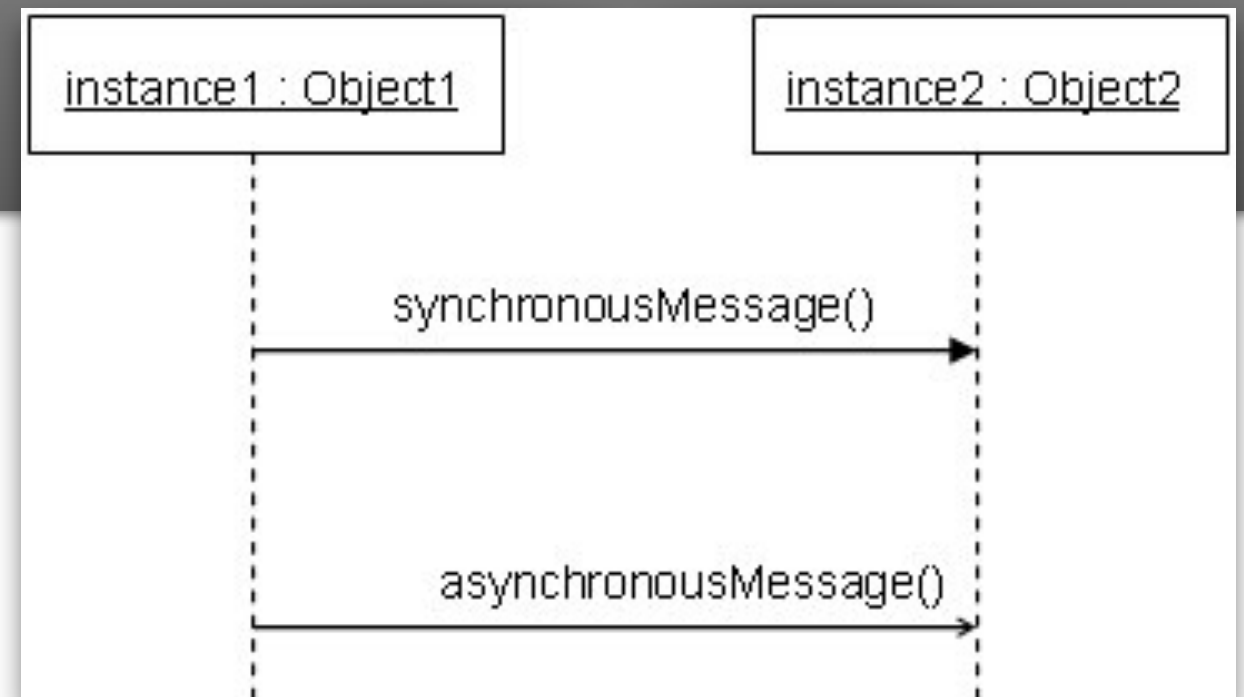 instance1 : Object1
instance2 : Object2
synchronousMessage()
asynchronousMessage()